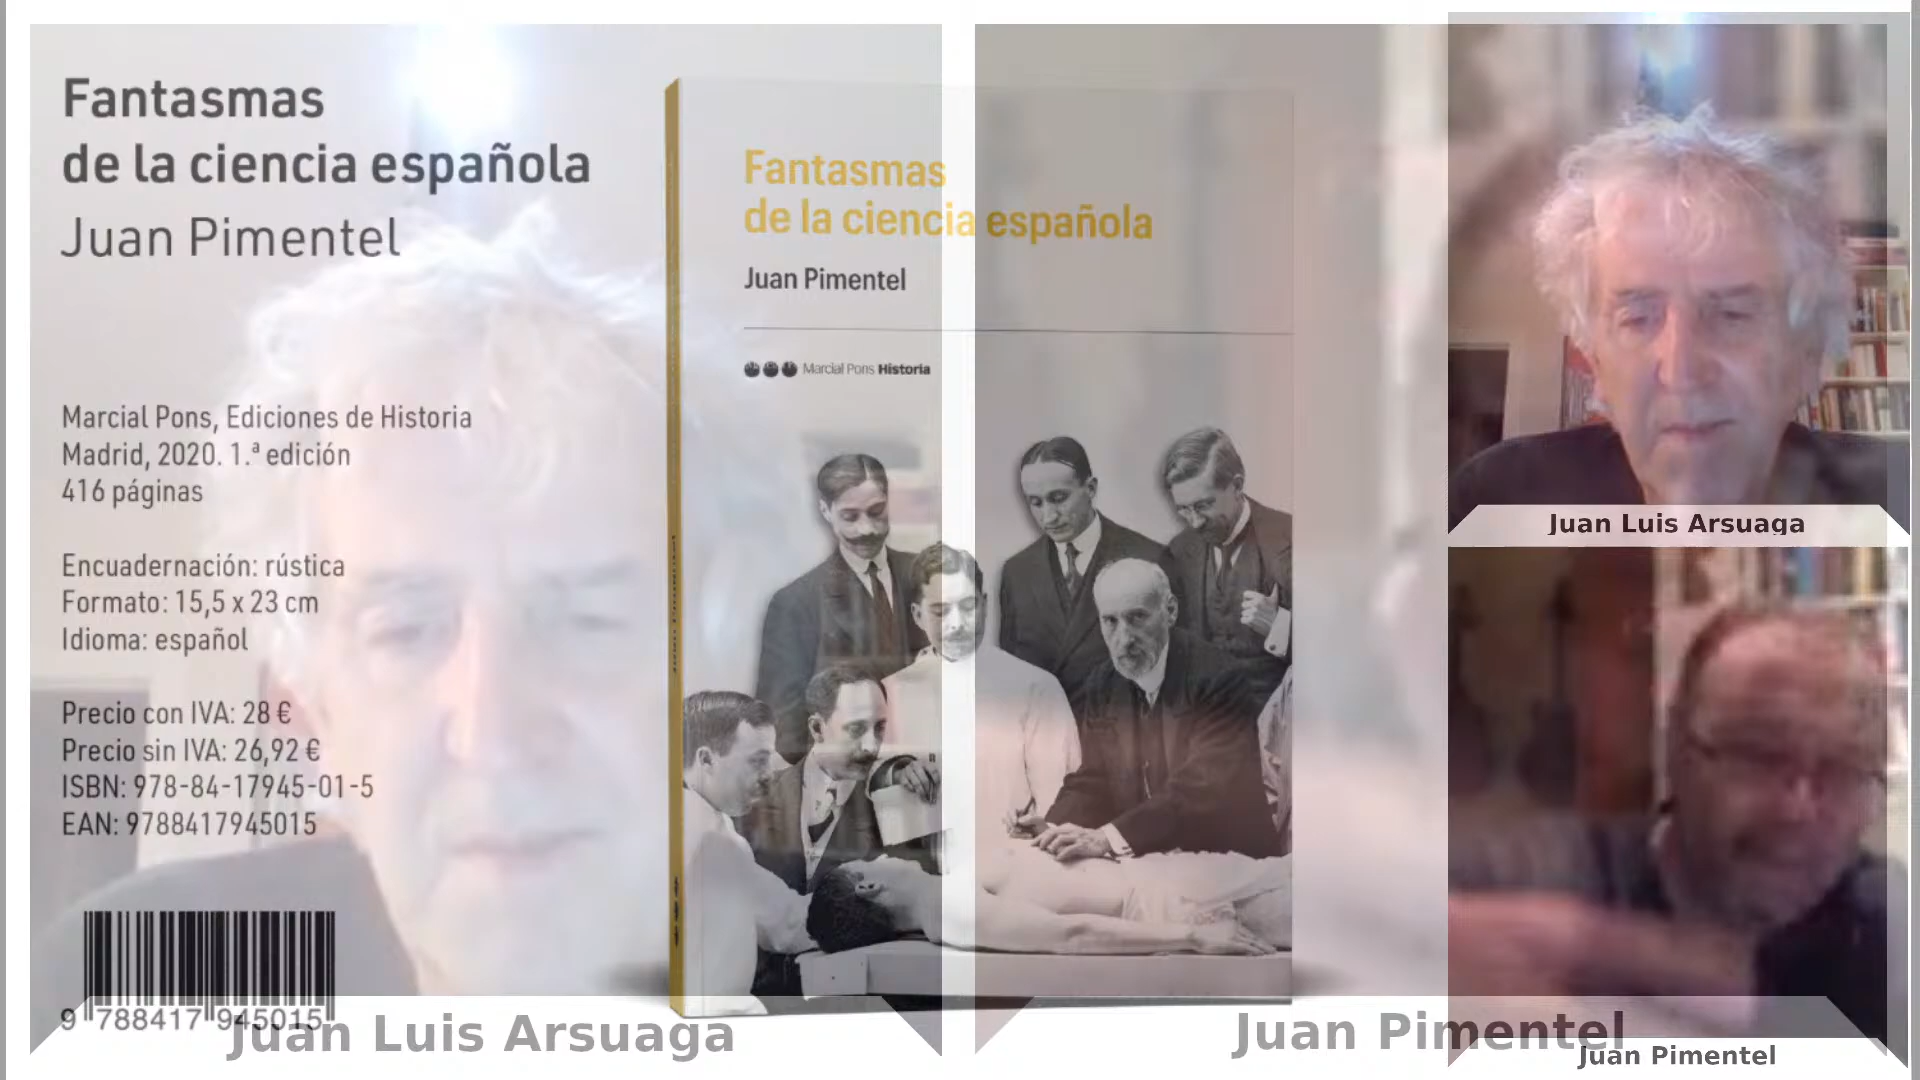 Fantasmas
de la ciencia española
Juan Pimentel
Marcial Pons, Ediciones de Historia
Madrid, 2020. 1.ª edición
416 páginas
Encuadernación: rústica
Formato: 15,5 x 23 cm
Idioma: español
Precio con IVA: 28 €
Precio sin IVA: 26,92 €
ISBN: 978-84-17945-01-5
EAN: 9788417945015
9 788417 945015
Fantasmas
de la ciencia española
Juan Pimentel
Marcial Pons Historia
Juan Luis Arsuaga
Juan Pimentel
Juan Luis Arsuaga
Juan Pimentel